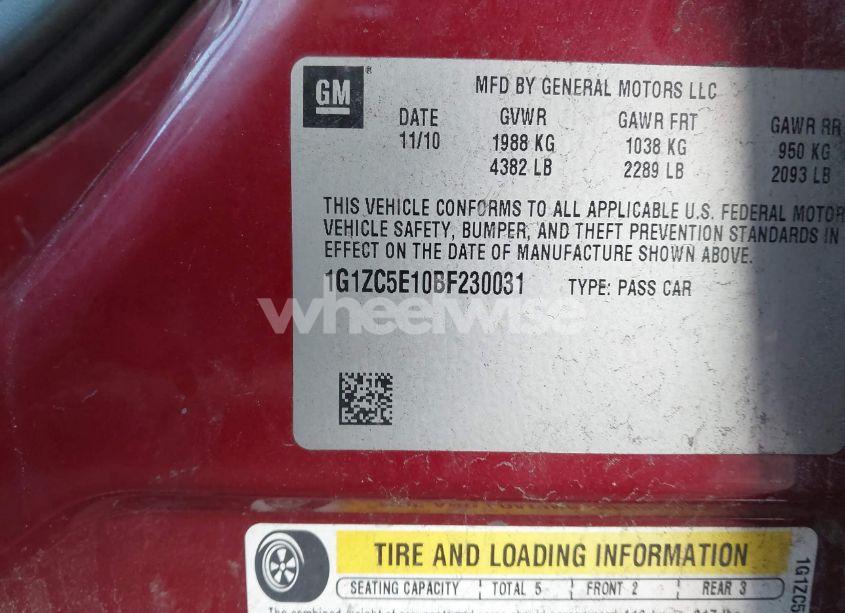 GM
MFD BY GENERAL MOTORS LLC
DATE GVWR GAWR FRT GAWR RR
11/10 1988 KG 1038 KG 950 KG
4382 LB 2289 LB 2093 LB
THIS VEHICLE CONFORMS TO ALL APPLICABLE U.S. FEDERAL MOTOR
VEHICLE SAFETY, BUMPER, AND THEFT PREVENTION STANDARDS IN
EFFECT ON THE DATE OF MANUFACTURE SHOWN ABOVE.
1G1ZC5E10BF230031 TYPE: PASS CAR
wheelwise
TIRE AND LOADING INFORMATION
SEATING CAPACITY TOTAL 5 FRONT 2 REAR 3
1G1ZC5